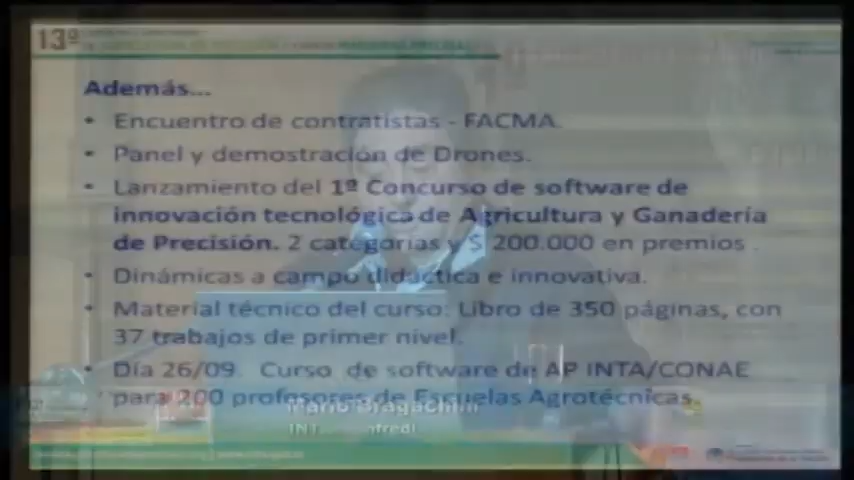 13º
Además...
• Encuentro de contratistas - FACMA.
• Panel y demostración de Drones.
• Lanzamiento del 1º Concurso de software de
innovación tecnológica de Agricultura y Ganadería
de Precisión. 2 categorías y $ 200.000 en premios .
• Dinámicas a campo didáctica e innovativa.
• Material técnico del curso: Libro de 350 páginas, con
37 trabajos de primer nivel.
• Día 26/09. Curso de software de AP INTA/CONAE
para 200 profesores de Escuelas Agrotécnicas.
Mario Bragachini